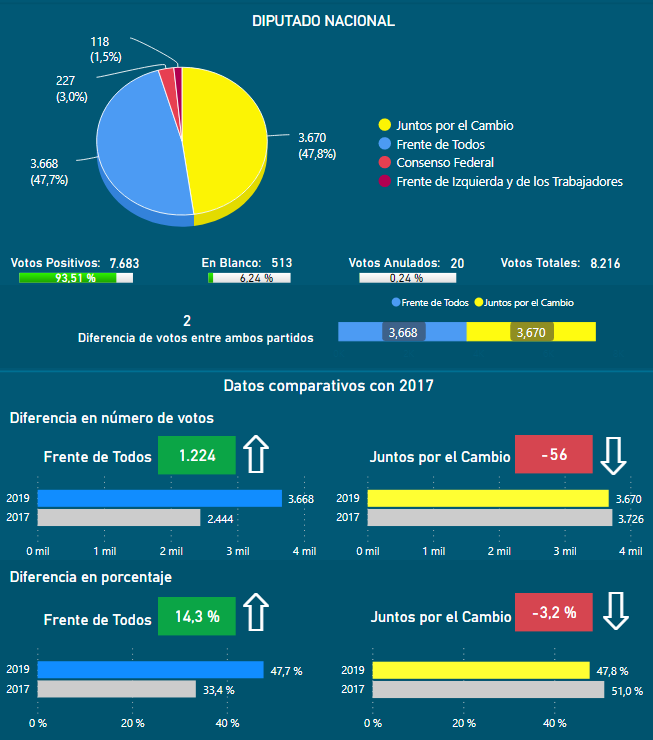 DIPUTADO NACIONAL
118
(1,5%)
227
(3,0%)
3.670
(47,8%)
3.668
(47,7%)
Juntos por el Cambio
Frente de Todos
Consenso Federal
Frente de Izquierda y de los Trabajadores
Votos Positivos: 7.683
93,51 %
En Blanco: 513
6,24 %
Votos Anulados: 20
0,24 %
Votos Totales: 8.216
Frente de Todos Juntos por el Cambio
2
Diferencia de votos entre ambos partidos
3,668 3,670
Datos comparativos con 2017
Diferencia en número de votos
Frente de Todos 1.224
2019 3.668
2017 2.444
0 mil 1 mil 2 mil 3 mil 4 mil
Juntos por el Cambio -56
2019 3.670
2017 3.726
0 mil 1 mil 2 mil 3 mil 4 mil
Diferencia en porcentaje
Frente de Todos 14,3 %
2019 47,7 %
2017 33,4 %
0 % 20 % 40 %
Juntos por el Cambio -3,2 %
2019 47,8 %
2017 51,0 %
0 % 20 % 40 %